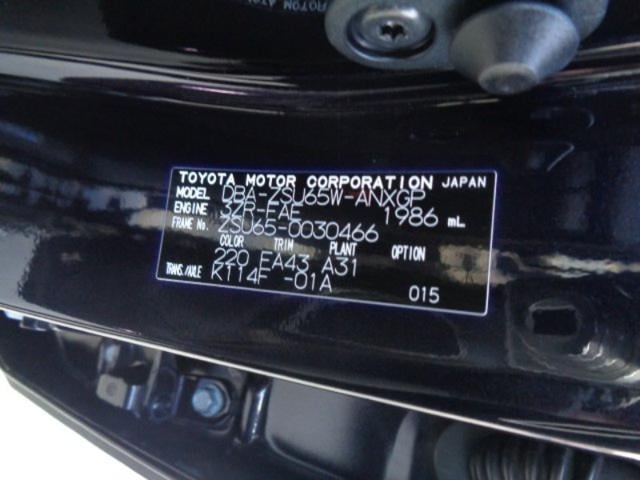 TOYOTA MOTOR CORPORATION JAPAN
MODEL DBA-ZSU65W-ANXGP
ENGINE 3ZR-FAE 1986 mL
FRAME No. ZSU65-0030466
COLOR TRIM PLANT OPTION
220 EA43 A31
TRANS./AXLE K114F -01A 015